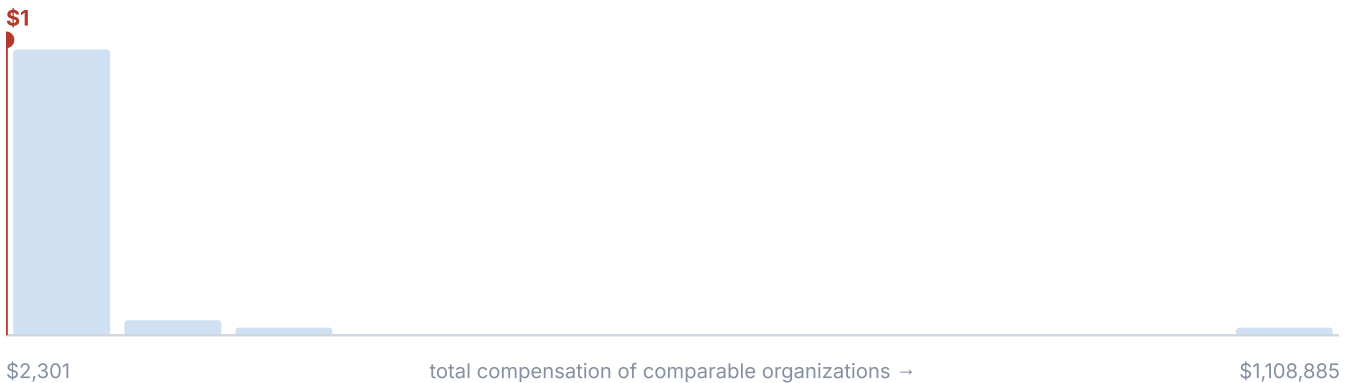 $1
$2,301 total compensation of comparable organizations → $1,108,885